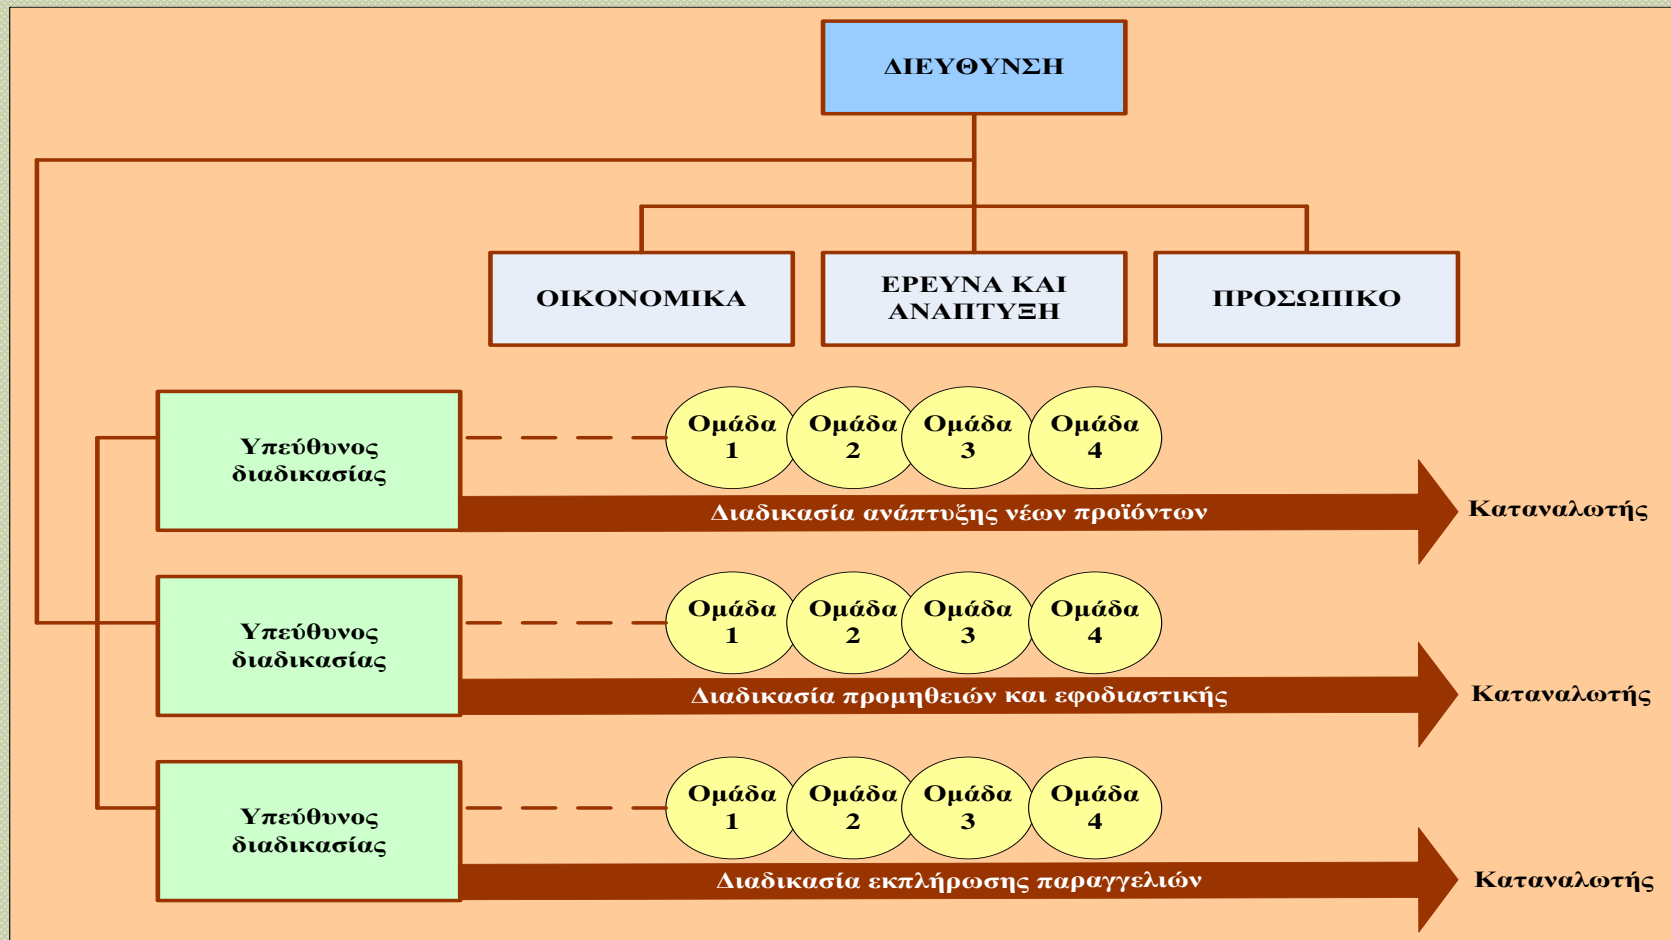 ΔΙΕΥΘΥΝΣΗ
ΟΙΚΟΝΟΜΙΚΑ
ΕΡΕΥΝΑ ΚΑΙ
ΑΝΑΠΤΥΞΗ
ΠΡΟΣΩΠΙΚΟ
Υπεύθυνος
διαδικασίας
Ομάδα
1
Ομάδα
2
Ομάδα
3
Ομάδα
4
Διαδικασία ανάπτυξης νέων προϊόντων
Καταναλωτής
Υπεύθυνος
διαδικασίας
Ομάδα
1
Ομάδα
2
Ομάδα
3
Ομάδα
4
Διαδικασία προμηθειών και εφοδιαστικής
Καταναλωτής
Υπεύθυνος
διαδικασίας
Ομάδα
1
Ομάδα
2
Ομάδα
3
Ομάδα
4
Διαδικασία εκπλήρωσης παραγγελιών
Καταναλωτής